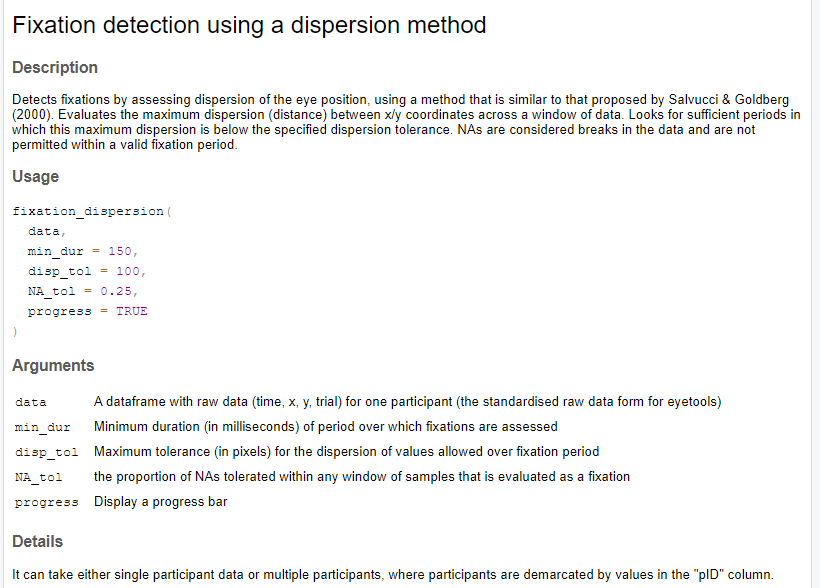 Fixation detection using a dispersion method
Description
Detects fixations by assessing dispersion of the eye position, using a method that is similar to that proposed by Salvucci & Goldberg
(2000). Evaluates the maximum dispersion (distance) between x/y coordinates across a window of data. Looks for sufficient periods in
which this maximum dispersion is below the specified dispersion tolerance. NAs are considered breaks in the data and are not
permitted within a valid fixation period.
Usage
fixation_dispersion(
  data,
  min_dur = 150,
  disp_tol = 100,
  NA_tol = 0.25,
  progress = TRUE
)
Arguments
data A dataframe with raw data (time, x, y, trial) for one participant (the standardised raw data form for eyetools)
min_dur Minimum duration (in milliseconds) of period over which fixations are assessed
disp_tol Maximum tolerance (in pixels) for the dispersion of values allowed over fixation period
NA_tol the proportion of NAs tolerated within any window of samples that is evaluated as a fixation
progress Display a progress bar
Details
It can take either single participant data or multiple participants, where participants are demarcated by values in the "pID" column.